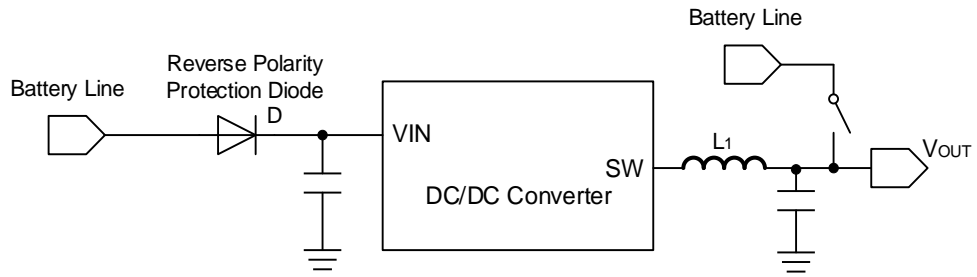 Battery Line
Reverse Polarity
Protection Diode
D
Battery Line
VIN
SW
DC/DC Converter
L1
VOUT